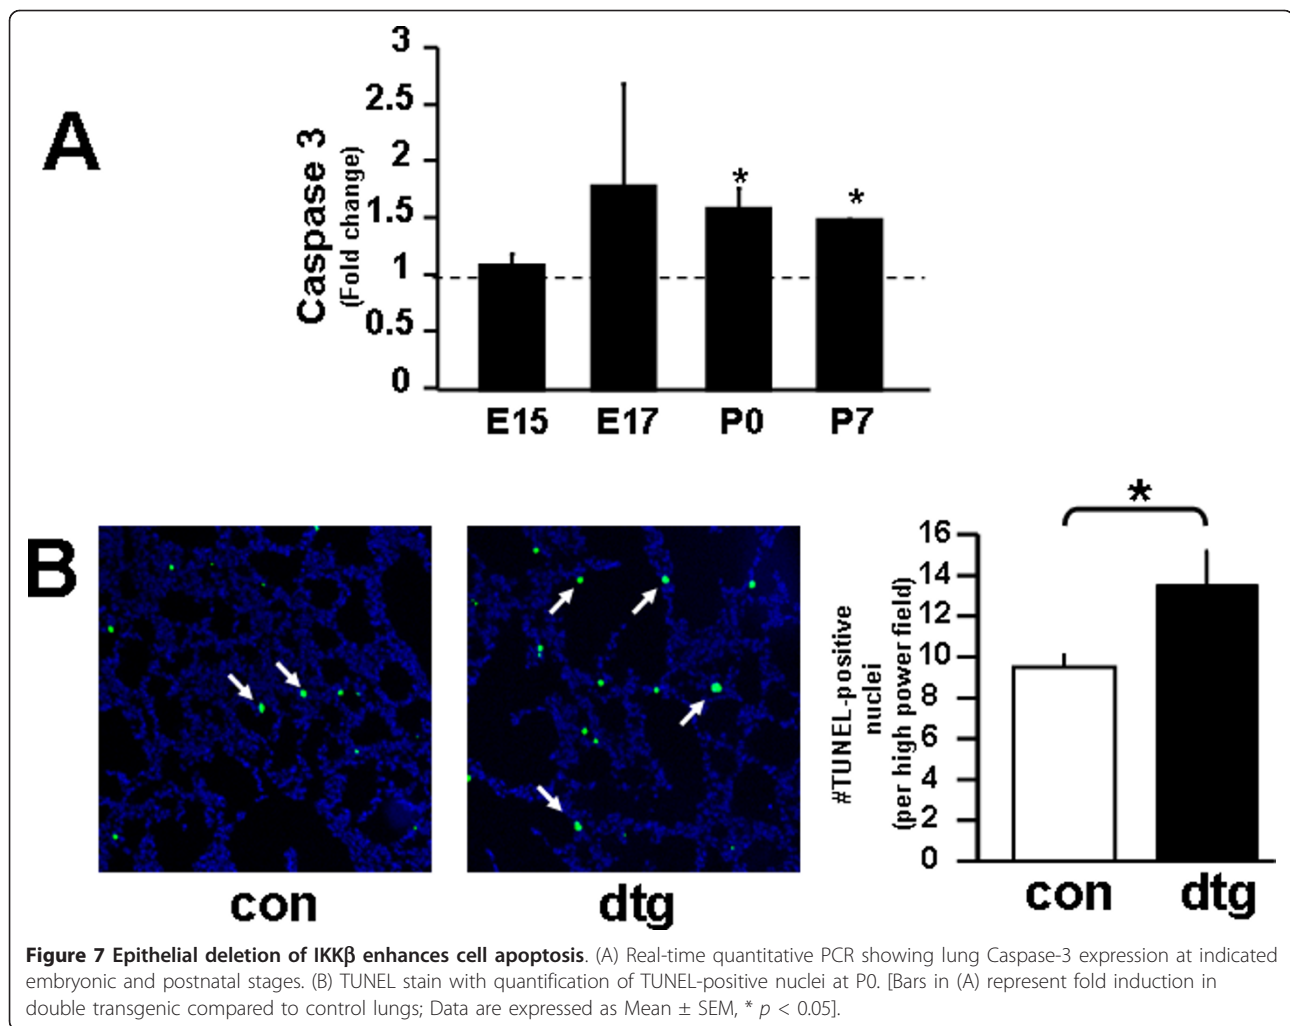 A
Caspase 3
(Fold change)
3
2.5
2
1.5
1
0.5
0
*
*
E15
E17
P0
P7
B
con
dtg
#TUNEL-positive
nuclei
(per high power field)
16
14
12
10
8
6
4
2
0
*
con
dtg
Figure 7 Epithelial deletion of IKKβ enhances cell apoptosis. (A) Real-time quantitative PCR showing lung Caspase-3 expression at indicated
embryonic and postnatal stages. (B) TUNEL stain with quantification of TUNEL-positive nuclei at P0. [Bars in (A) represent fold induction in
double transgenic compared to control lungs; Data are expressed as Mean ± SEM, * p < 0.05].